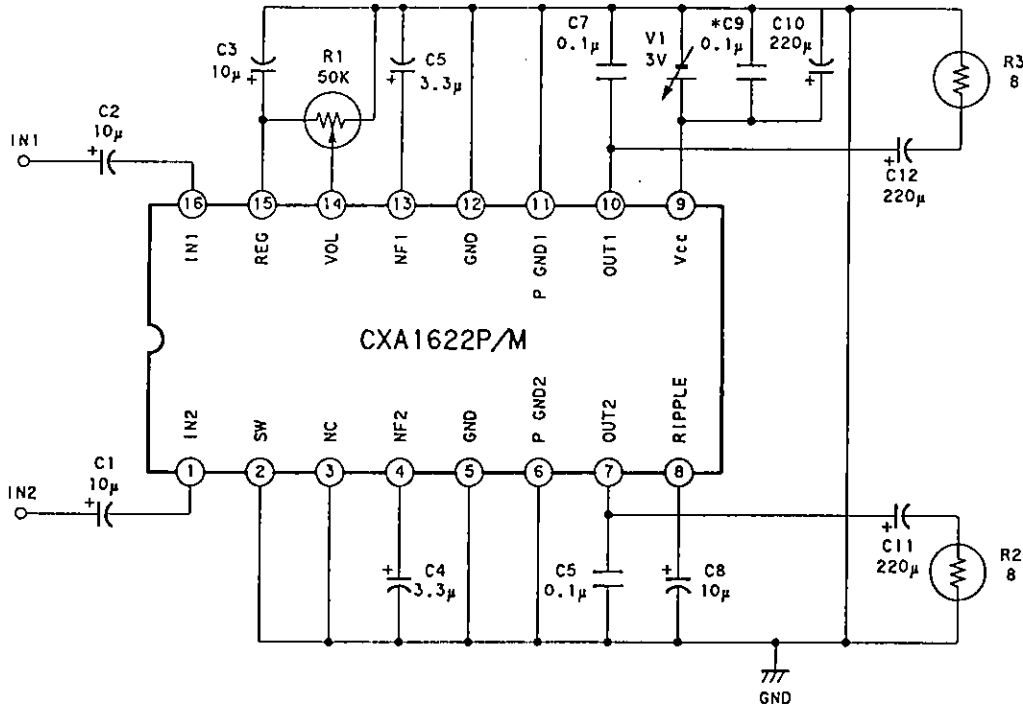 C7
0.1μ
V1
3V
*C9
0.1μ
C10
220μ
C3
10μ
R1
50K
C5
3.3μ
R3
8
C2
10μ
IN1
C12
220μ
16
15
14
13
12
11
10
9
IN1
REG
VOL
NF1
GND
P GND1
OUT1
Vcc
CXA1622P/M
IN2
SW
NC
NF2
GND
P GND2
OUT2
RIPPLE
1
2
3
4
5
6
7
8
C1
10μ
IN2
C11
220μ
R2
8
C4
3.3μ
C5
0.1μ
C8
10μ
GND